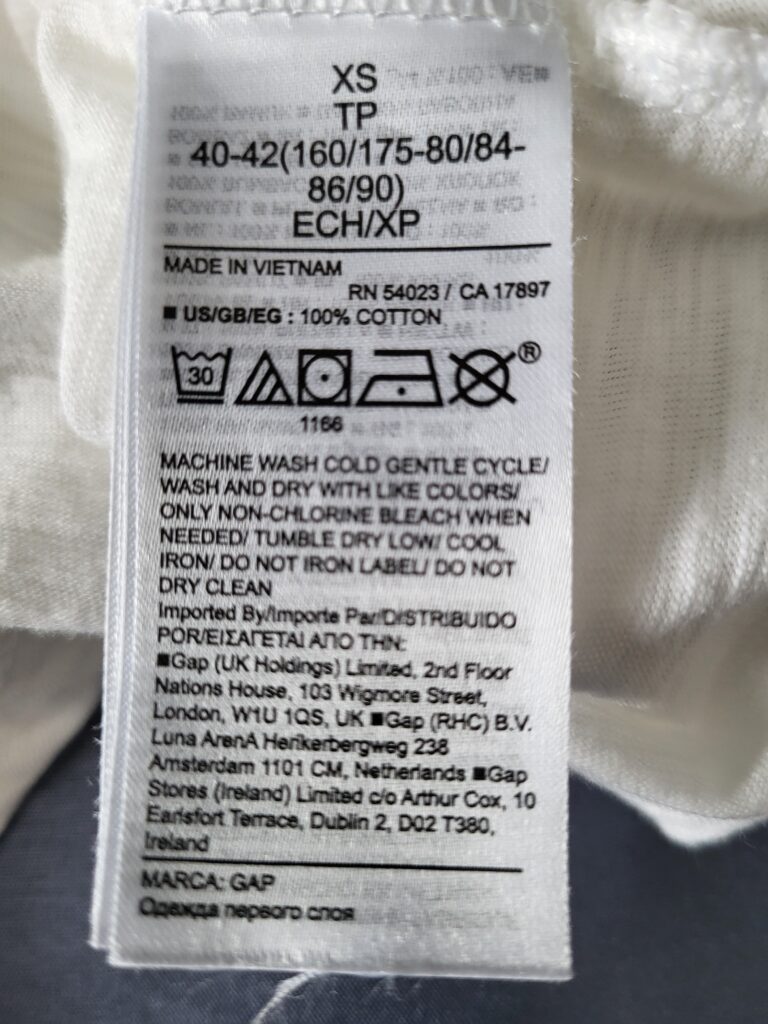 XS
TP
40-42(160/175-80/84-
86/90)
ECH/XP
MADE IN VIETNAM
RN 54023 / CA 17897
■ US/GB/EG : 100% COTTON
30
®
1166
MACHINE WASH COLD GENTLE CYCLE/
WASH AND DRY WITH LIKE COLORS/
ONLY NON-CHLORINE BLEACH WHEN
NEEDED/ TUMBLE DRY LOW/ COOL
IRON/ DO NOT IRON LABEL/ DO NOT
DRY CLEAN
Imported By/Importe Par/DISTRIBUIDO
POR/ΕΙΣΑΓΕΤΑΙ ΑΠΟ ΤΗΝ:
■Gap (UK Holdings) Limited, 2nd Floor
Nations House, 103 Wigmore Street,
London, W1U 1QS, UK ■Gap (RHC) B.V.
Luna ArenA Herikerbergweg 238
Amsterdam 1101 CM, Netherlands ■Gap
Stores (Ireland) Limited c/o Arthur Cox, 10
Earlsfort Terrace, Dublin 2, D02 T380,
Ireland
MARCA: GAP
Одежда первого слоя